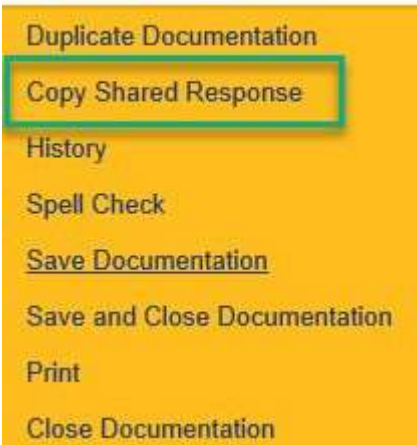 Duplicate Documentation
Copy Shared Response
History
Spell Check
Save Documentation
Save and Close Documentation
Print
Close Documentation